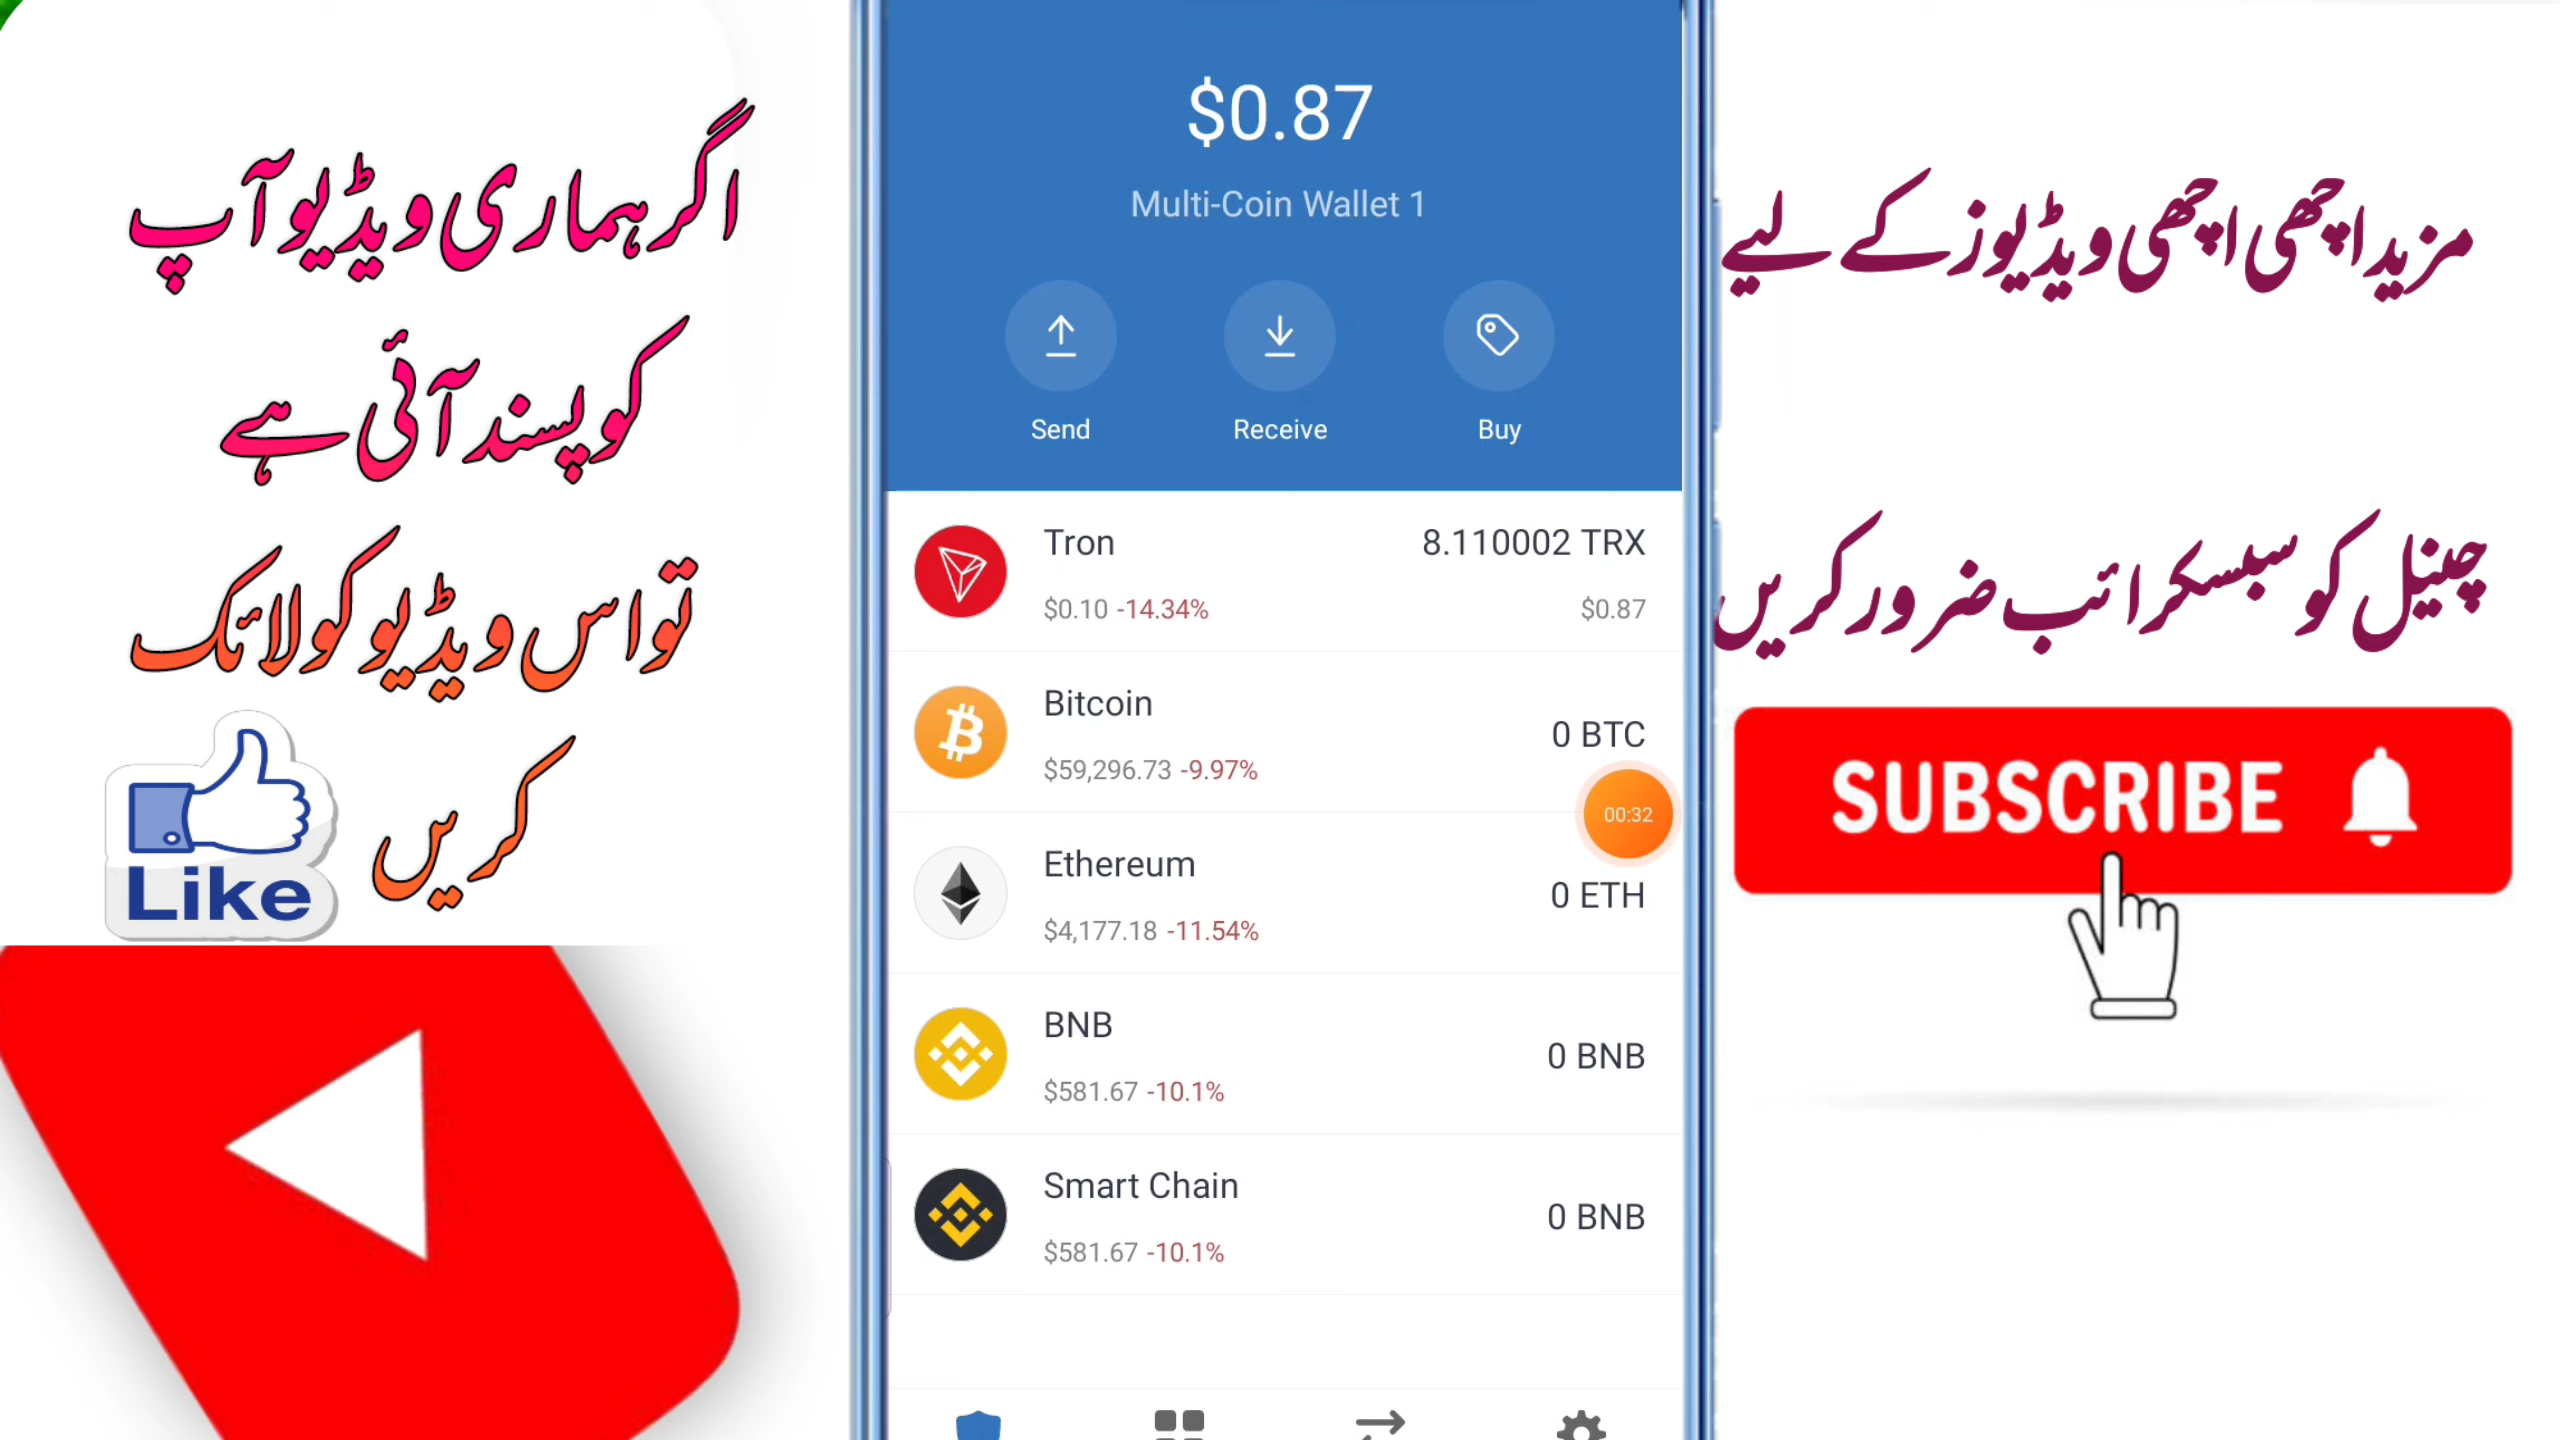 اگر ہماری ویڈیو آپ
کو پسند آئی ہے
تو اس ویڈیو کو لائک
کریں
Like
$0.87
Multi-Coin Wallet 1
Send
Receive
Buy
Tron
8.110002 TRX
$0.10 -14.34%
$0.87
Bitcoin
0 BTC
$59,296.73 -9.97%
00:32
Ethereum
0 ETH
$4,177.18 -11.54%
BNB
0 BNB
$581.67 -10.1%
Smart Chain
0 BNB
$581.67 -10.1%
مزید اچھی اچھی ویڈیوز کے لیے
چینیل کو سبسکرائب ضرور کریں
SUBSCRIBE